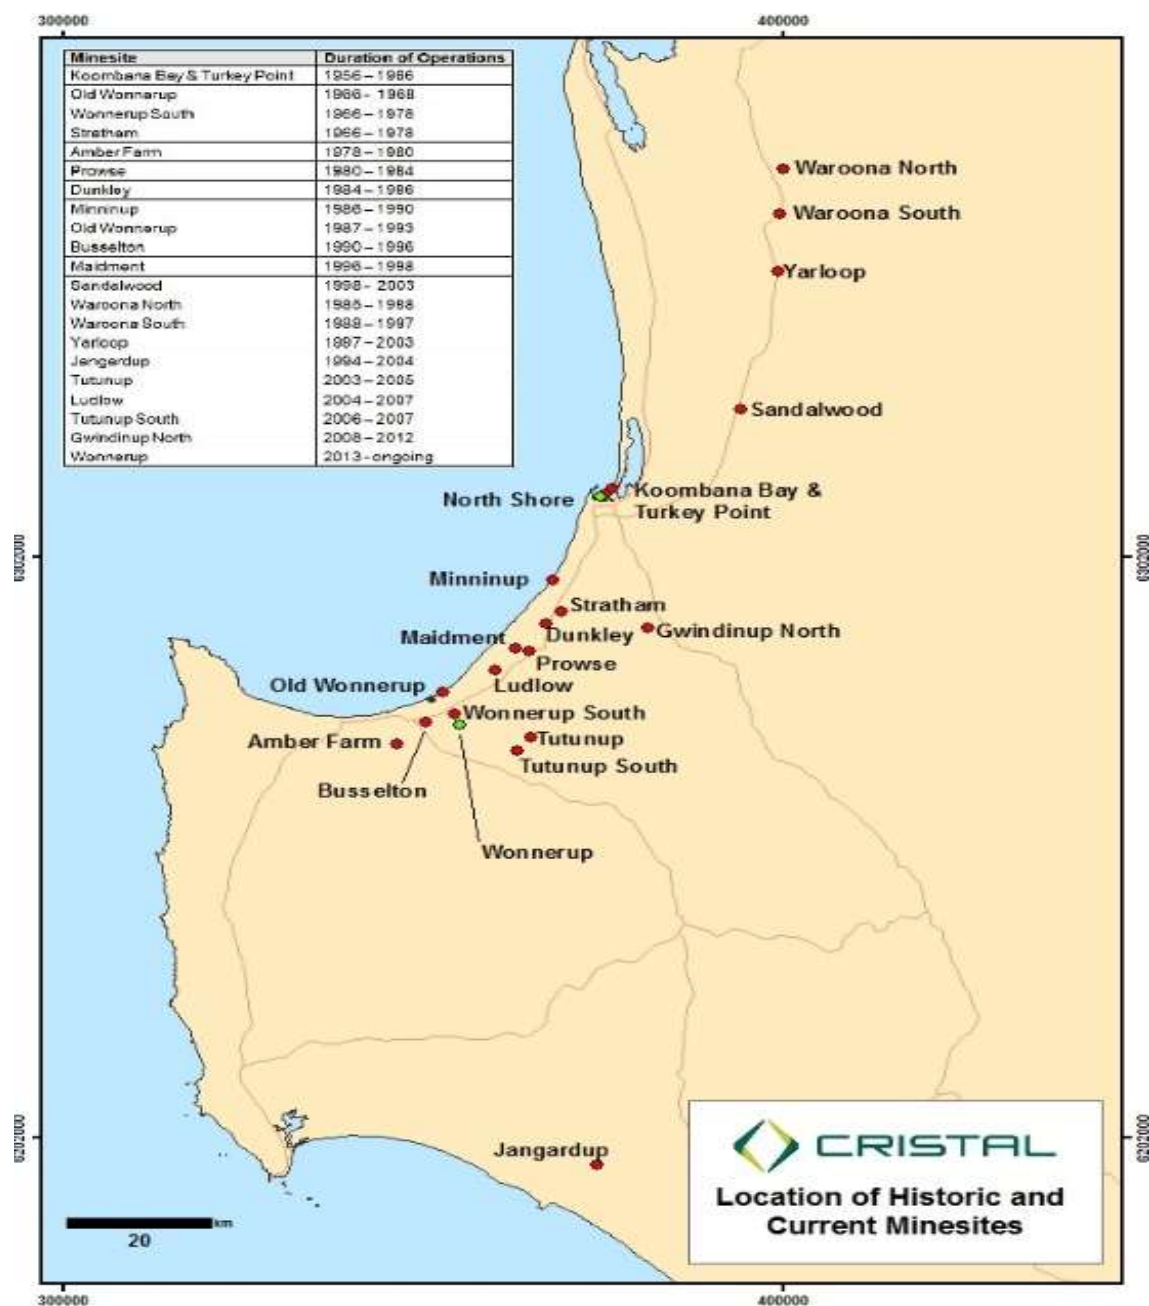 300000 400000
Minesite Duration of Operations
Koombana Bay & Turkey Point 1956 – 1986
Old Wonnarup 1966 - 1968
Wonnerup South 1966 – 1978
Stratham 1966 – 1978
Amber Farm 1978 – 1980
Prowse 1980 – 1984
Dunkley 1984 – 1986
Minninup 1986 – 1990
Old Wonnerup 1987 – 1993
Busselton 1990 – 1996
Maidment 1996 – 1998
Sandalwood 1998 - 2003
Waroona North 1985 – 1988
Waroona South 1988 – 1997
Yarloop 1997 – 2003
Jengerdup 1994 – 2004
Tutunup 2003 – 2005
Ludlow 2004 – 2007
Tutunup South 2006 – 2007
Gwindinup North 2008 – 2012
Wonnerup 2013 - ongoing
Waroona North
Waroona South
Yarloop
Sandalwood
North Shore
Koombana Bay &
Turkey Point
6302000 6302000
Minninup
Stratham
Dunkley
Gwindinup North
Maidment
Prowse
Ludlow
Old Wonnerup
Wonnerup South
Amber Farm
Tutunup
Tutunup South
Busselton
Wonnerup
6202000 6202000
Jangardup
CRISTAL
Location of Historic and
Current Minesites
km
20
300000 400000